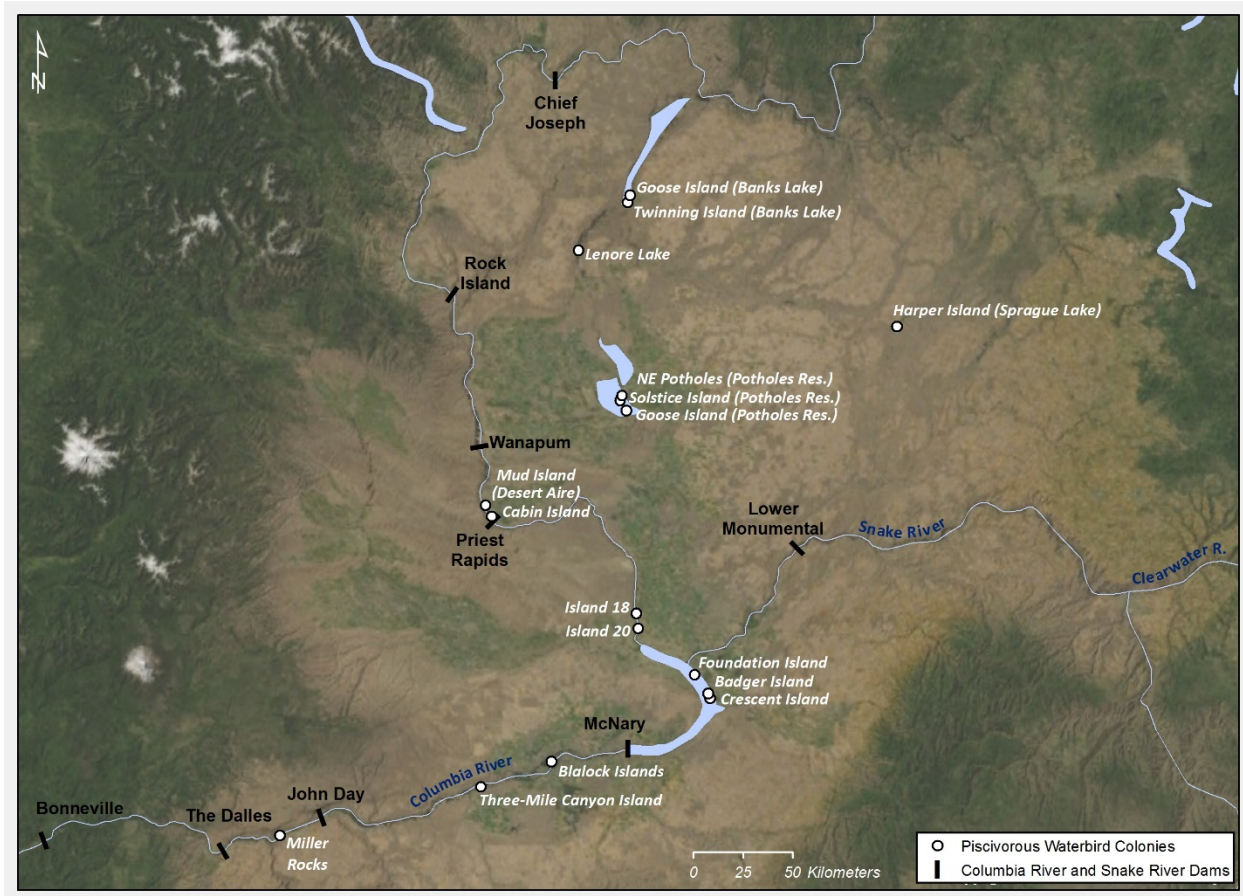 N
Chief
Joseph
Goose Island (Banks Lake)
Twinning Island (Banks Lake)
Lenore Lake
Rock
Island
Harper Island (Sprague Lake)
NE Potholes (Potholes Res.)
Solstice Island (Potholes Res.)
Goose Island (Potholes Res.)
Wanapum
Mud Island
(Desert Aire)
Cabin Island
Priest
Rapids
Lower
Monumental
Snake River
Clearwater R.
Island 18
Island 20
Foundation Island
Badger Island
Crescent Island
McNary
Blalock Islands
Columbia River
Three-Mile Canyon Island
John Day
The Dalles
Bonneville
Miller
Rocks
0 25 50 Kilometers
Piscivorous Waterbird Colonies
Columbia River and Snake River Dams